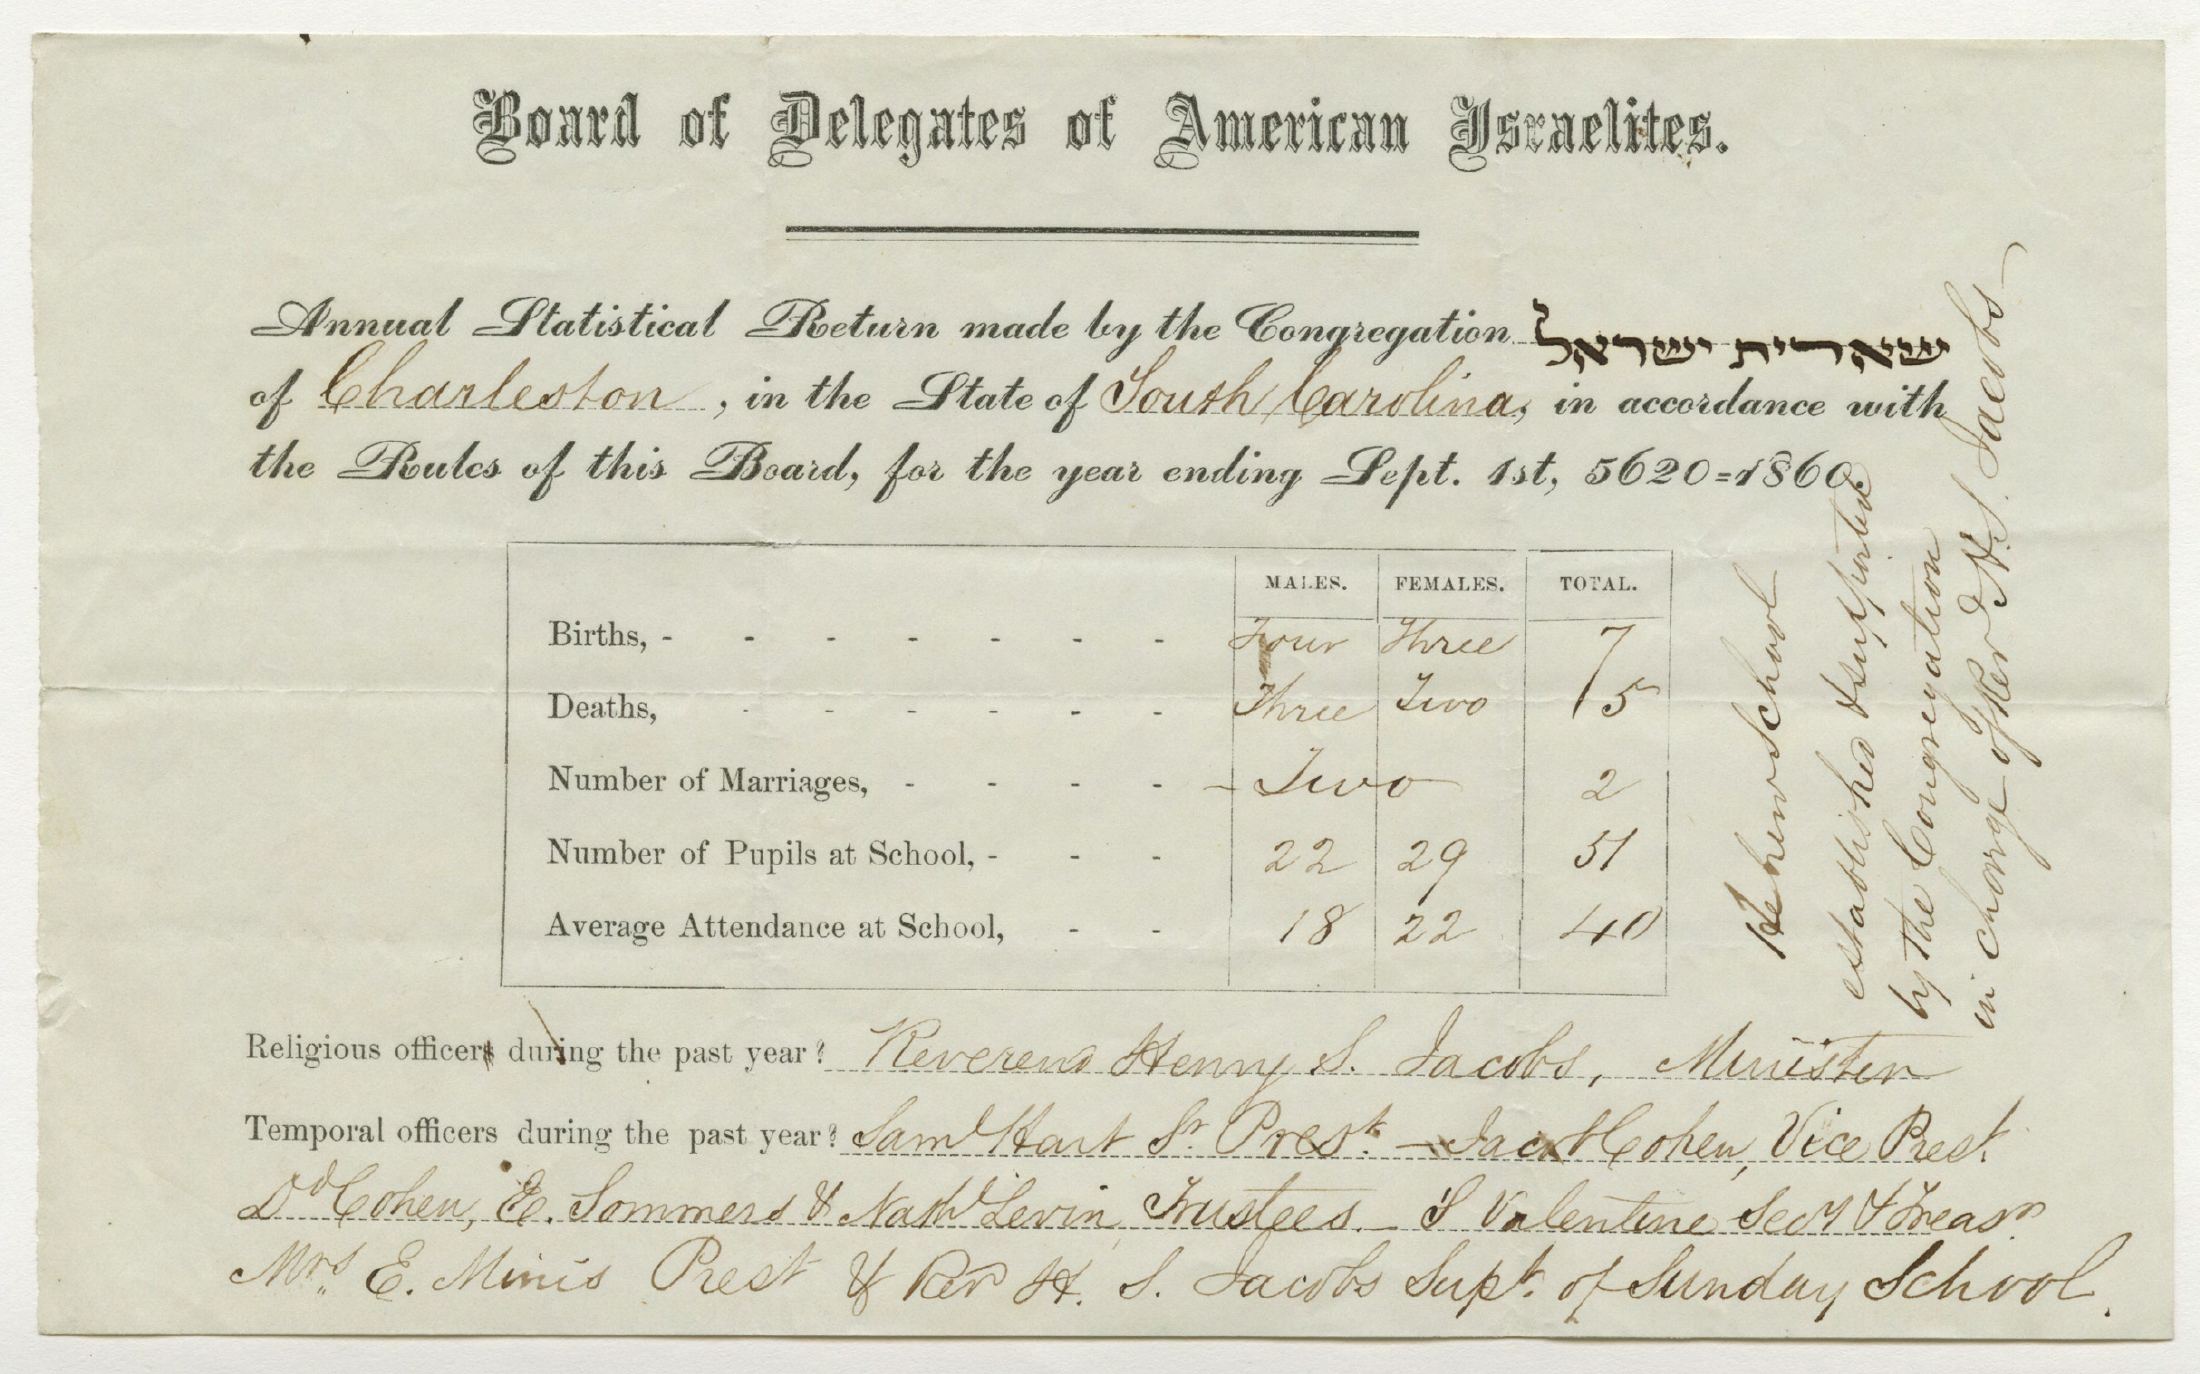 Board of Delegates of American Israelites.
Annual Statistical Return made by the Congregation שארית ישראל
of Charleston, in the State of South Carolina, in accordance with
the Rules of this Board, for the year ending Sept. 1st, 5620=1860.
MALES. FEMALES. TOTAL.
Births, - - - - - - - Four Three 7
Deaths, - - - - - - Three Two 5
Number of Marriages, - - - - - Two 2
Number of Pupils at School, - - - 22 29 51
Average Attendance at School, - - 18 22 40
Hebrew School
established & supported
by the Congregation
in charge of Rev H. S. Jacobs
Religious officers during the past year? Reverend Henry S. Jacobs, Minister
Temporal officers during the past year? Saml Hart Sr Prest. - Cohen, Vice Prest.
Dd Cohen, E. Sommers & Nathl Levin, Trustees. - S Valentine Secy & Treasr
Mrs. E. Minis Prest & Rev H. S. Jacobs Supt. of Sunday School.